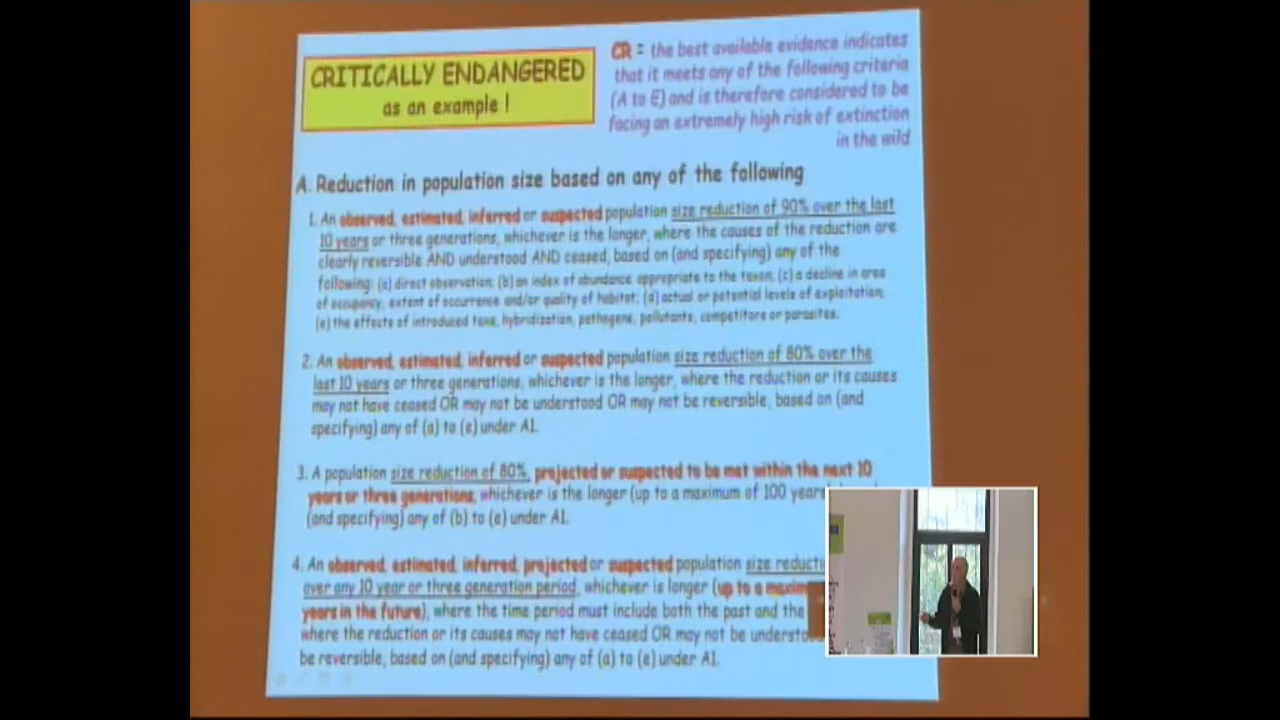 CRITICALLY ENDANGERED
as an example !
CR = the best available evidence indicates
that it meets any of the following criteria
(A to E) and is therefore considered to be
facing an extremely high risk of extinction
in the wild
A. Reduction in population size based on any of the following
1. An observed, estimated, inferred or suspected population size reduction of 90% over the last
10 years or three generations, whichever is the longer, where the causes of the reduction are
clearly reversible AND understood AND ceased, based on (and specifying) any of the
following: (a) direct observation; (b) an index of abundance appropriate to the taxon; (c) a decline in area
of occupancy, extent of occurrence and/or quality of habitat; (d) actual or potential levels of exploitation;
(e) the effects of introduced taxa, hybridization, pathogens, pollutants, competitors or parasites.
2. An observed, estimated, inferred or suspected population size reduction of 80% over the
last 10 years or three generations, whichever is the longer, where the reduction or its causes
may not have ceased OR may not be understood OR may not be reversible, based on (and
specifying) any of (a) to (e) under A1.
3. A population size reduction of 80%, projected or suspected to be met within the next 10
years or three generations, whichever is the longer (up to a maximum of 100 years
(and specifying) any of (b) to (e) under A1.
4. An observed, estimated, inferred, projected or suspected population size
over any 10 year or three generation period, whichever is longer (up to a
years in the future), where the time period must include both the past and the
where the reduction or its causes may not have ceased OR may not be
be reversible, based on (and specifying) any of (a) to (e) under A1.